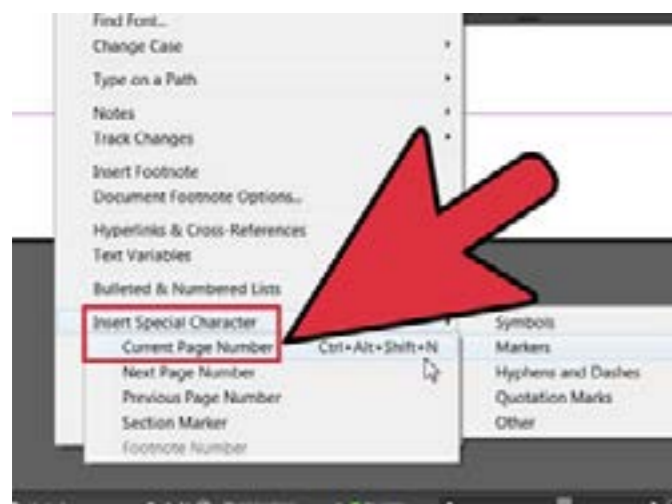 Find Font...
Change Case
Type on a Path
Notes
Track Changes
Insert Footnote
Document Footnote Options...
Hyperlinks & Cross-References
Text Variables
Bulleted & Numbered Lists
Insert Special Character
Symbols
Current Page Number Ctrl+Alt+Shift+N
Markers
Next Page Number
Hyphens and Dashes
Previous Page Number
Quotation Marks
Section Marker
Other
Footnote Number